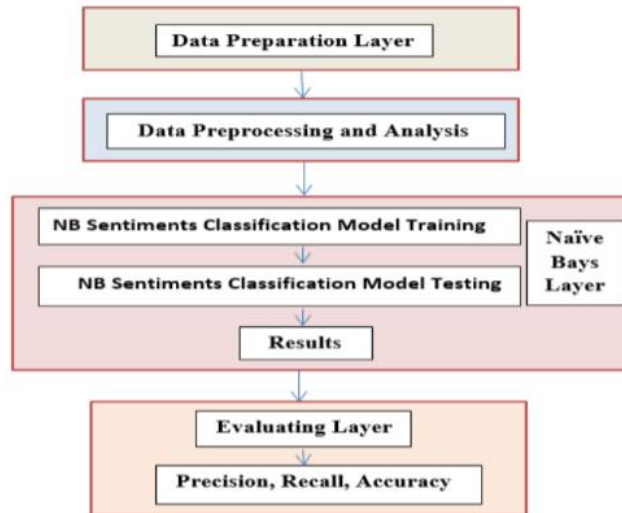 Data Preparation Layer
Data Preprocessing and Analysis
NB Sentiments Classification Model Training
NB Sentiments Classification Model Testing
Results
Naïve
Bays
Layer
Evaluating Layer
Precision, Recall, Accuracy